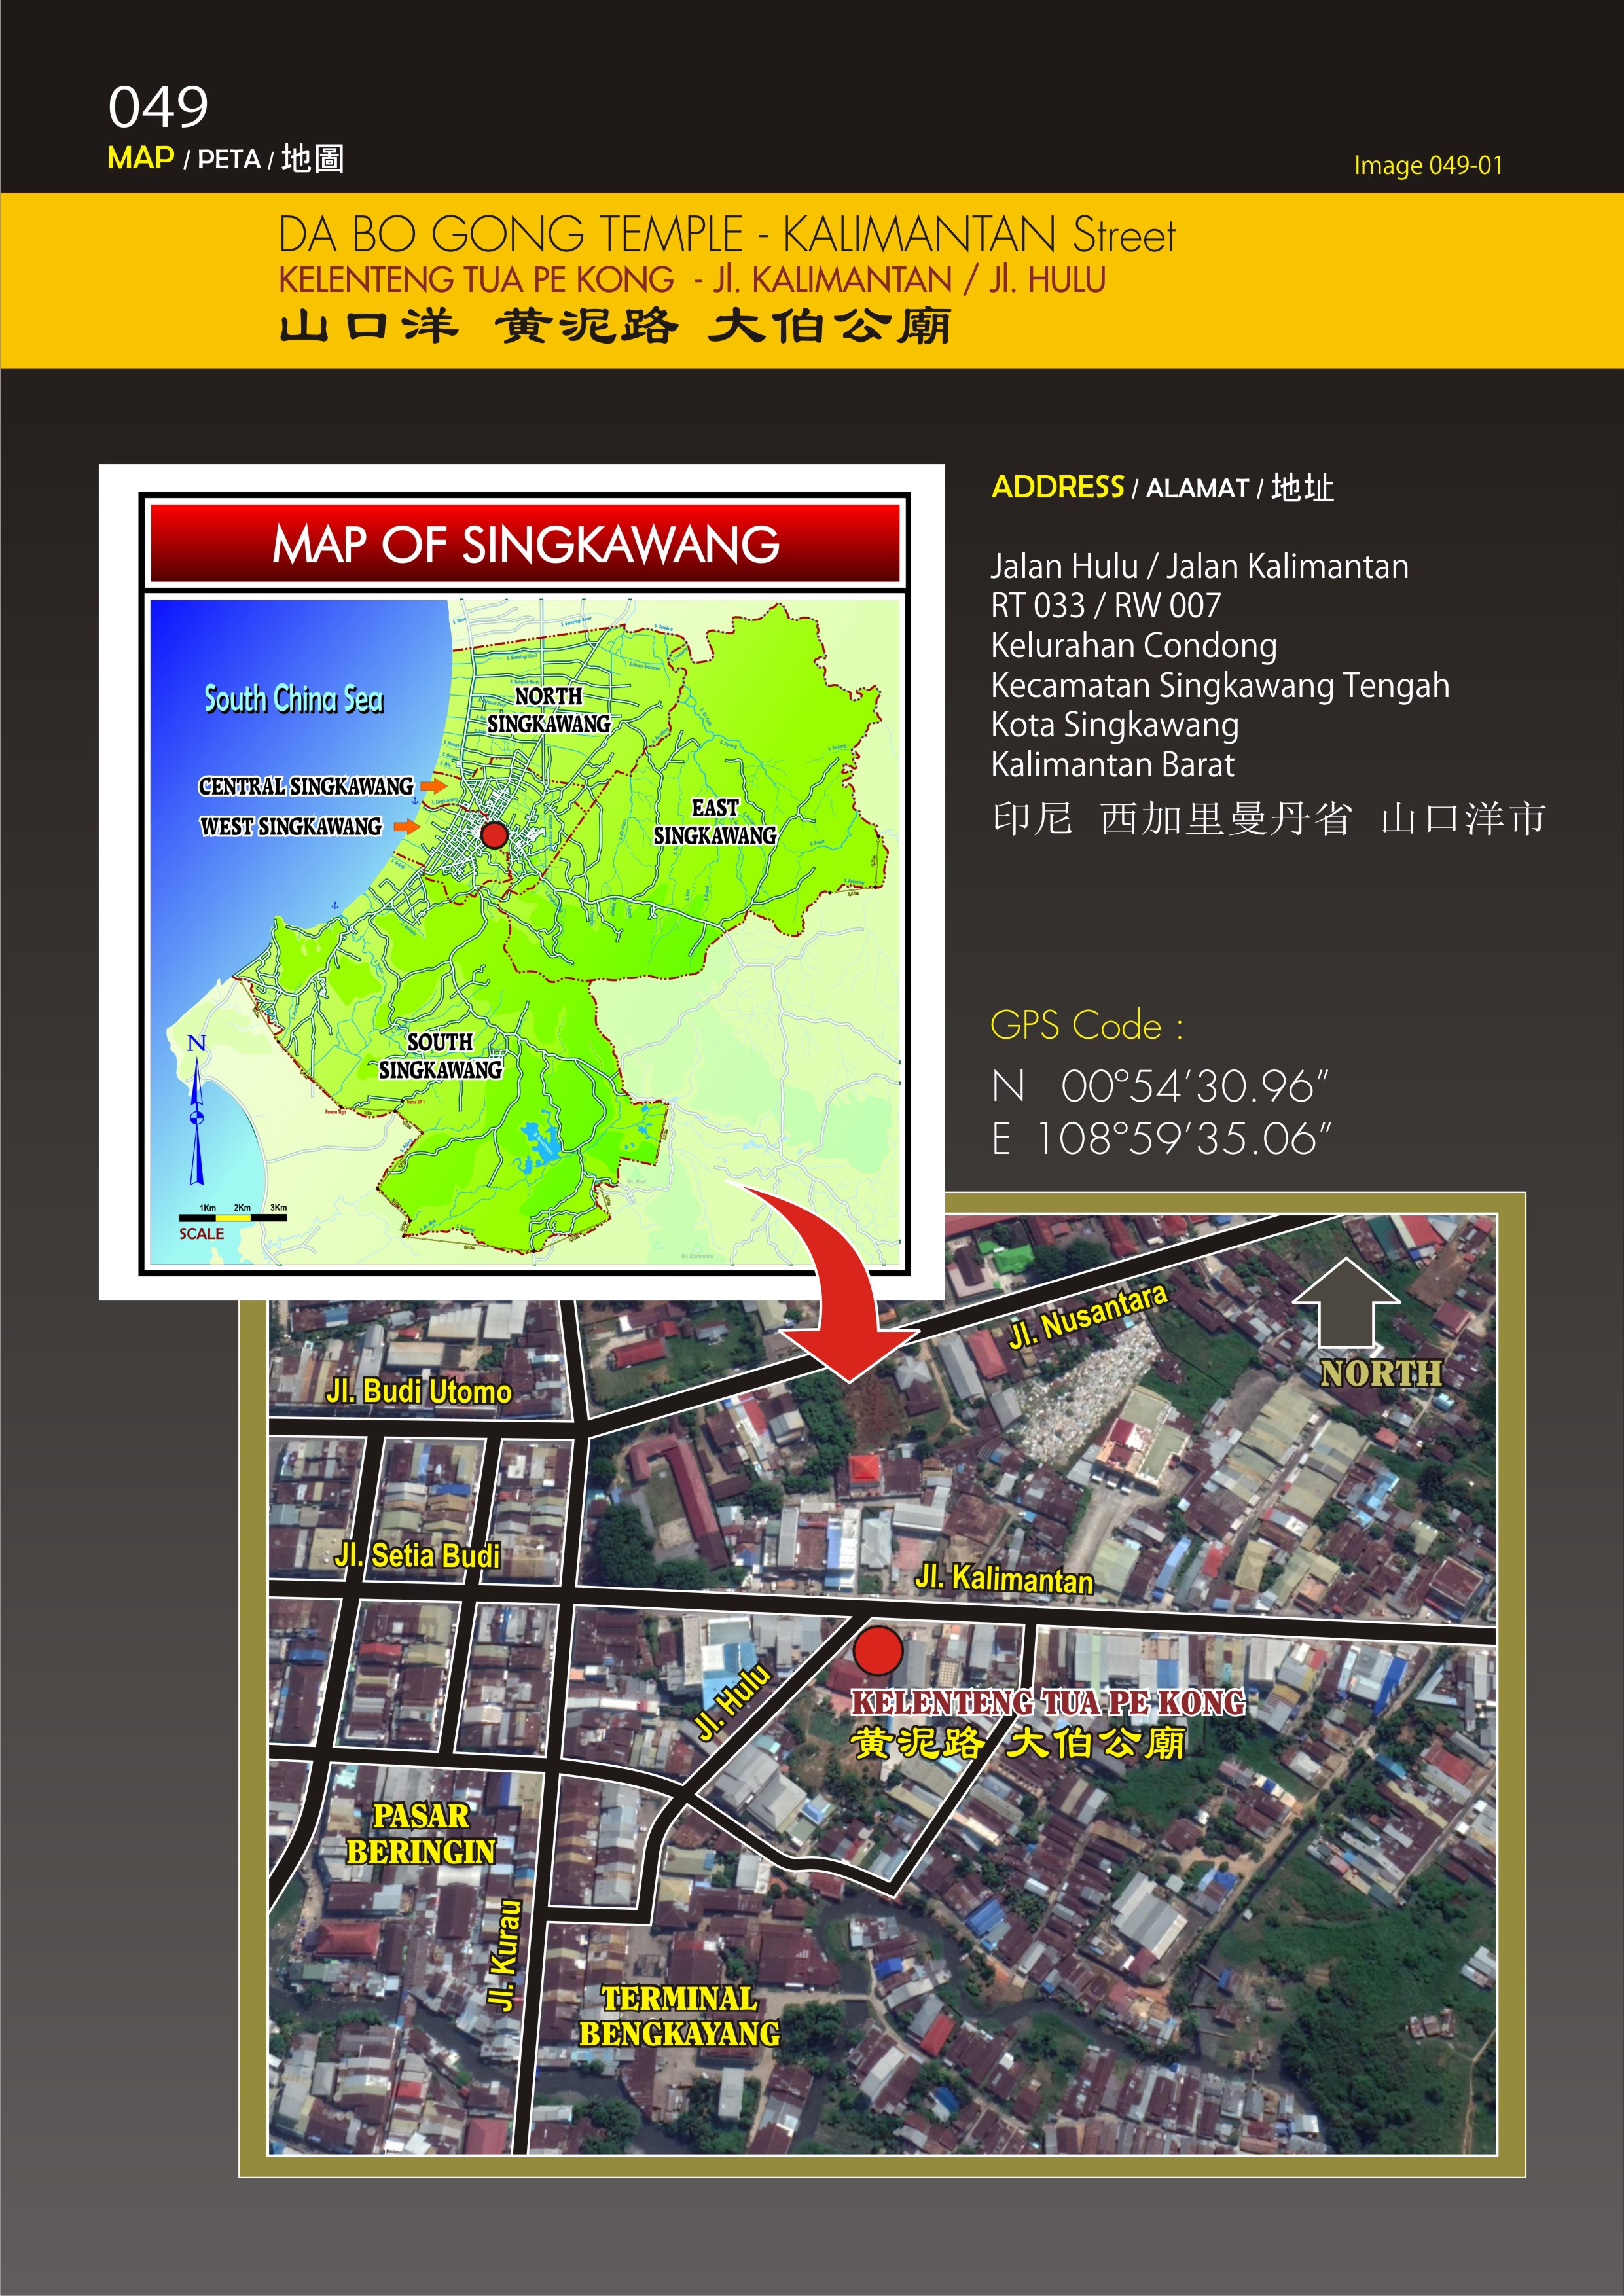 049
MAP / PETA / 地圖
Image 049-01
DA BO GONG TEMPLE - KALIMANTAN Street
KELENTENG TUA PE KONG - Jl. KALIMANTAN / Jl. HULU
山口洋 黄泥路 大伯公廟
MAP OF SINGKAWANG
South China Sea
NORTH
SINGKAWANG
CENTRAL SINGKAWANG
WEST SINGKAWANG
EAST
SINGKAWANG
SOUTH
SINGKAWANG
N
1Km 2Km 3Km
SCALE
ADDRESS / ALAMAT / 地址
Jalan Hulu / Jalan Kalimantan
RT 033 / RW 007
Kelurahan Condong
Kecamatan Singkawang Tengah
Kota Singkawang
Kalimantan Barat
印尼 西加里曼丹省 山口洋市
GPS Code :
N 00°54'30.96"
E 108°59'35.06"
Jl. Nusantara
NORTH
Jl. Budi Utomo
Jl. Setia Budi
Jl. Kalimantan
Jl. Hulu
KELENTENG TUA PE KONG
黄泥路 大伯公廟
PASAR
BERINGIN
Jl. Kurau
TERMINAL
BENGKAYANG